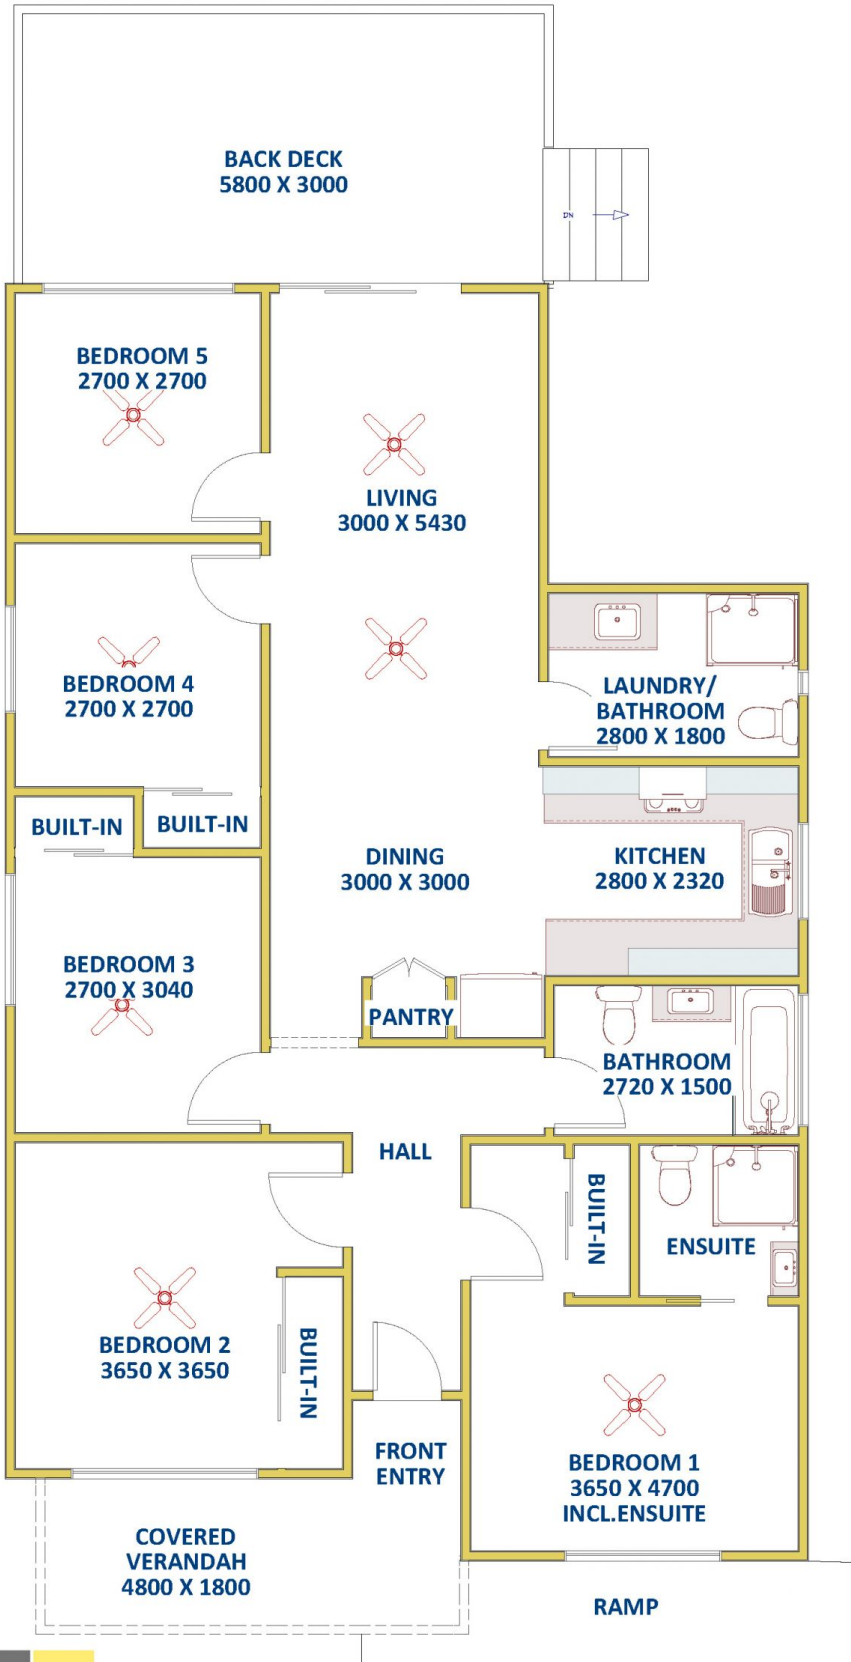 BACK DECK
5800 X 3000
DN
BEDROOM 5
2700 X 2700
LIVING
3000 X 5430
BEDROOM 4
2700 X 2700
LAUNDRY/
BATHROOM
2800 X 1800
BUILT-IN
BUILT-IN
DINING
3000 X 3000
KITCHEN
2800 X 2320
BEDROOM 3
2700 X 3040
PANTRY
BATHROOM
2720 X 1500
HALL
BUILT-IN
ENSUITE
BEDROOM 2
3650 X 3650
BUILT-IN
FRONT
ENTRY
BEDROOM 1
3650 X 4700
INCL.ENSUITE
COVERED
VERANDAH
4800 X 1800
RAMP